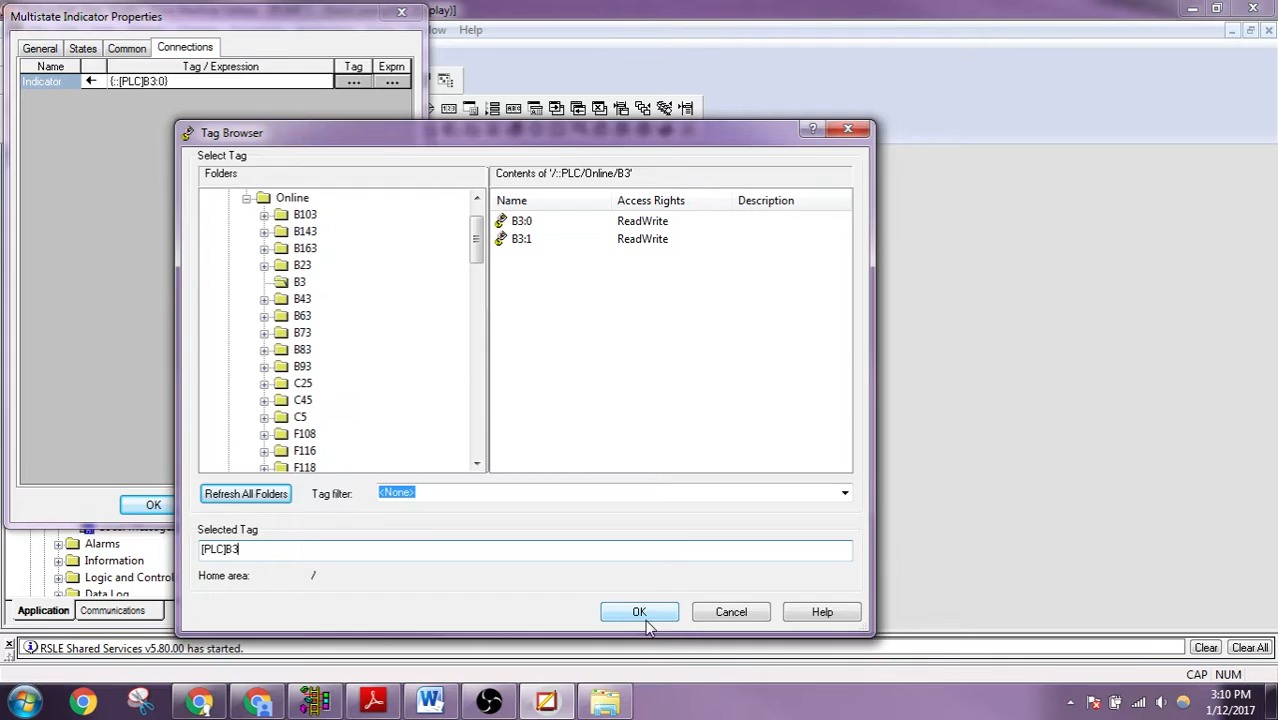 Multistate Indicator Properties
play)]
General States Common Connections
ow Help
Name Tag / Expression Tag Exprn
Indicator {::[PLC]B3:0} ... ...
Tag Browser
Select Tag
Folders
Contents of '/::PLC/Online/B3'
Online
Name Access Rights Description
B103
B3:0 ReadWrite
B143
B3:1 ReadWrite
B163
B23
B3
B43
B63
B73
B83
B93
C25
C45
C5
F108
F116
F118
Refresh All Folders Tag filter: <None>
OK
Selected Tag
[PLC]B3
Home area: /
Alarms
Information
Logic and Control
Data Log
OK Cancel Help
Application Communications
RSLE Shared Services v5.80.00 has started.
Clear Clear All
CAP NUM
3:10 PM
1/12/2017